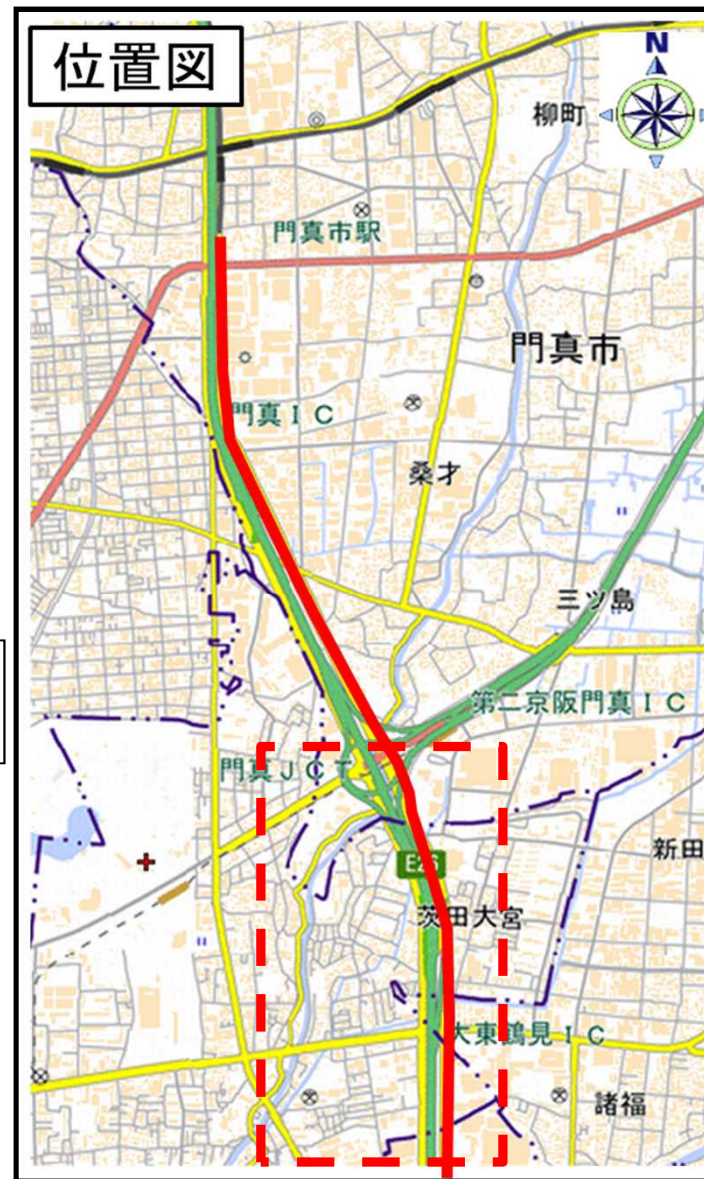 位置図
N
柳町
門真市駅
門真市
門真IC
桑才
三ツ島
第二京阪門真IC
門真JCT
新田
E26
茨田大宮
大東鶴見IC
諸福